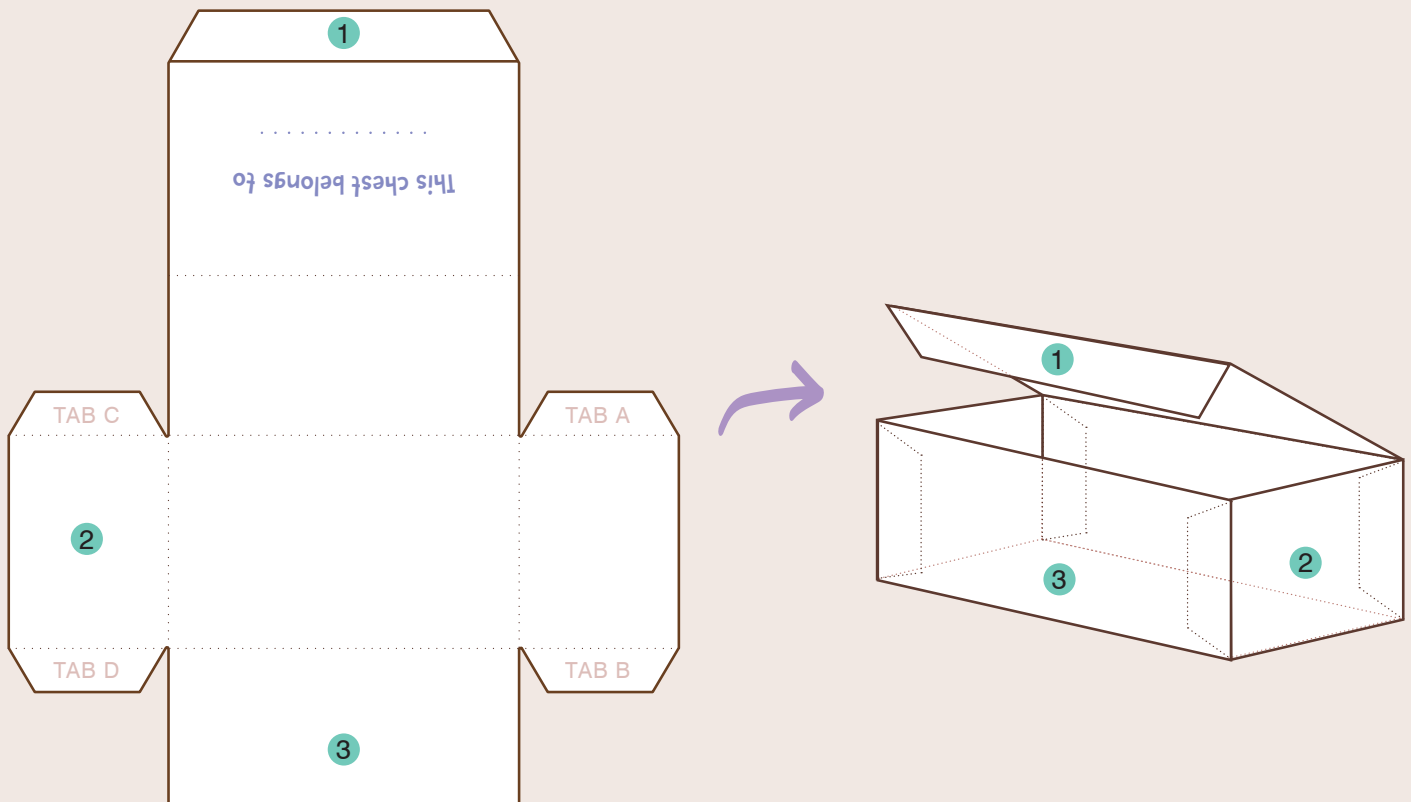 1
This chest belongs to
. . . . . . . . . . . . .
TAB C
TAB A
2
TAB D
TAB B
3
1
2
3